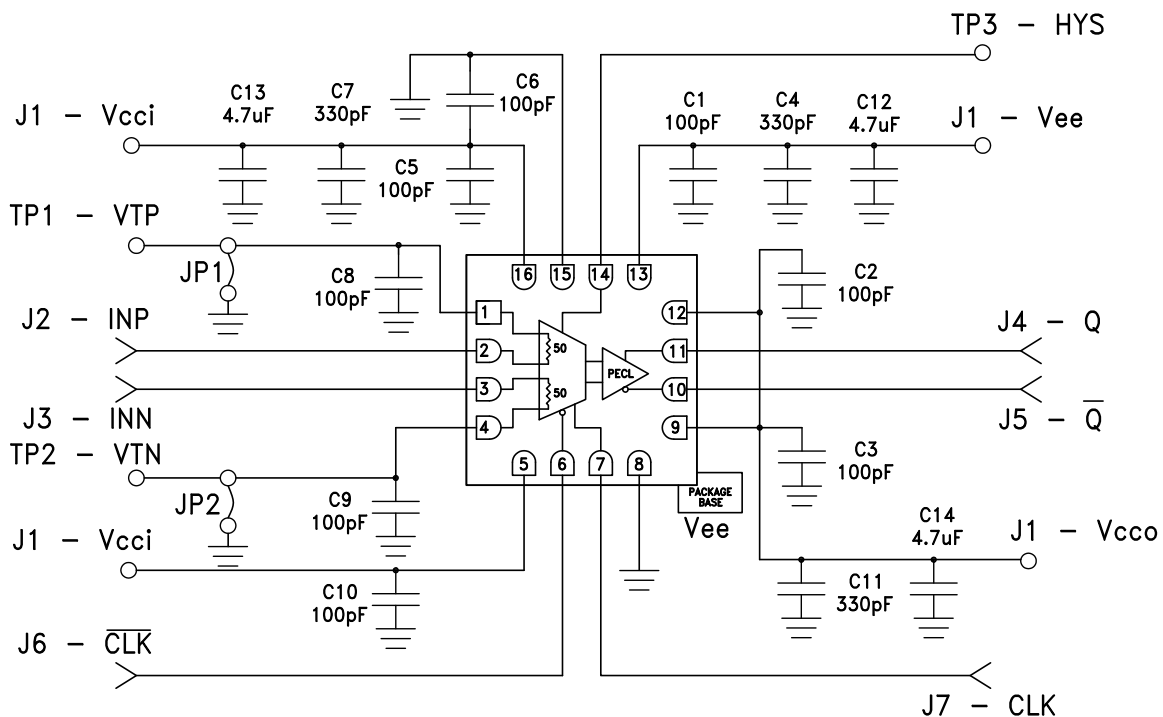 TP3 - HYS
J1 - Vcci
C13
4.7uF
C7
330pF
C6
100pF
C5
100pF
C1
100pF
C4
330pF
C12
4.7uF
J1 - Vee
TP1 - VTP
JP1
C8
100pF
16
15
14
13
C2
100pF
J2 - INP
1
12
J4 - Q
2
50
11
PECL
3
50
10
J3 - INN
J5 - Q̅
4
9
TP2 - VTN
C3
100pF
5
6
7
8
JP2
C9
100pF
PACKAGE
BASE
Vee
J1 - Vcci
C14
4.7uF
J1 - Vcco
C10
100pF
C11
330pF
J6 - C̅L̅K̅
J7 - CLK